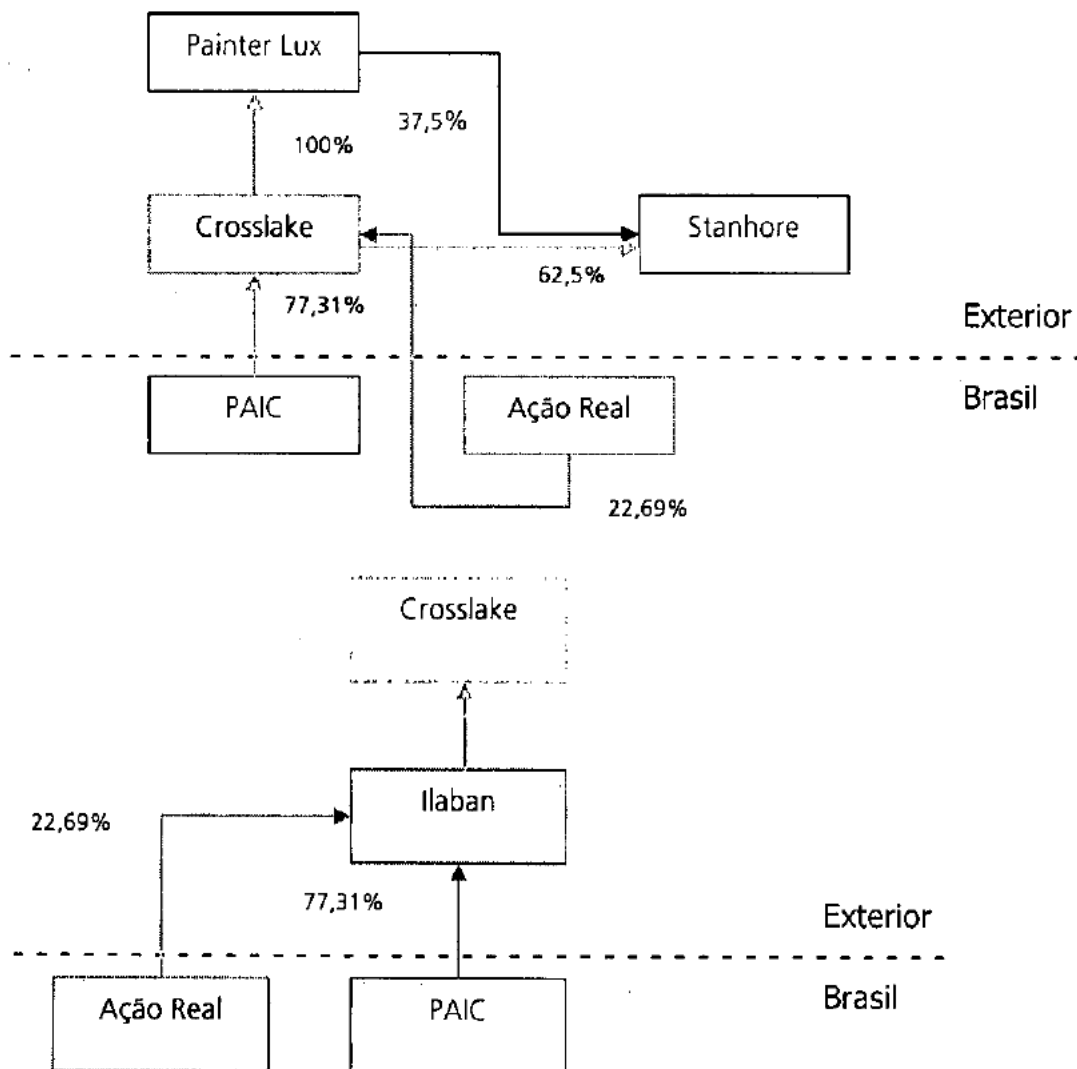 Painter Lux
37,5%
100%
Crosslake
Stanhore
62,5%
77,31%
Exterior
PAIC
Ação Real
Brasil
22,69%
Crosslake
Ilaban
22,69%
77,31%
Exterior
Ação Real
PAIC
Brasil